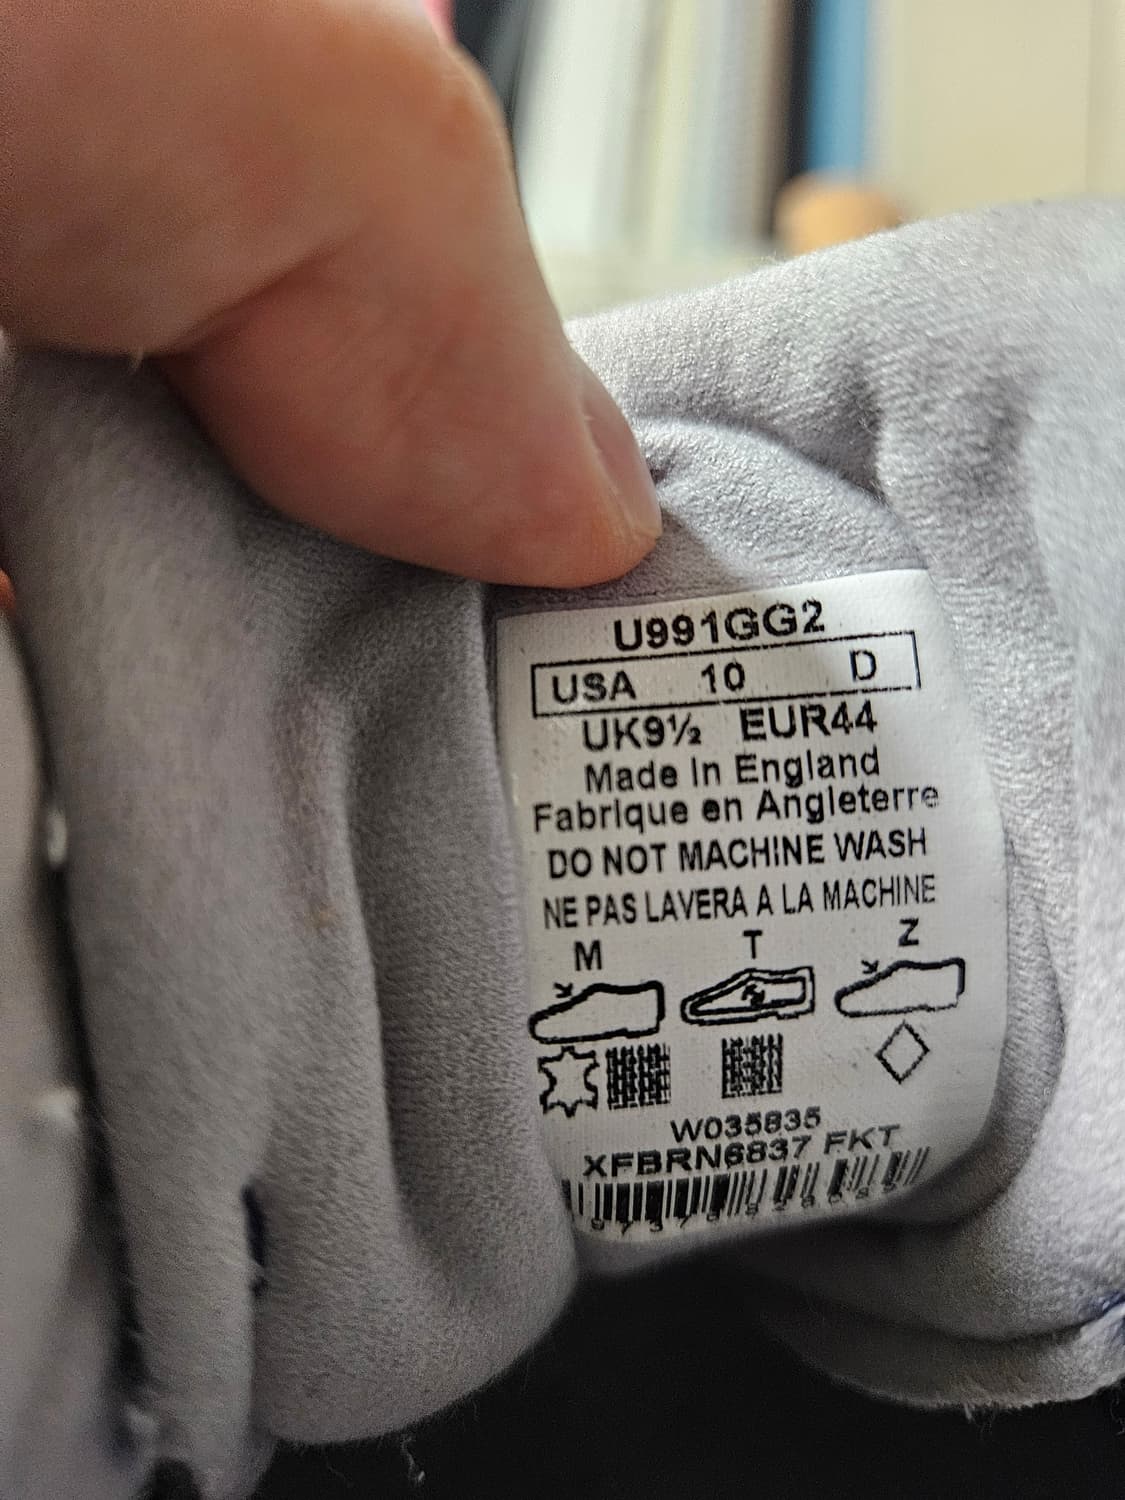 U991GG2
USA 10 D
UK9½ EUR44
Made In England
Fabrique en Angleterre
DO NOT MACHINE WASH
NE PAS LAVERA A LA MACHINE
M T Z
W035835
XFBRN6837 FKT